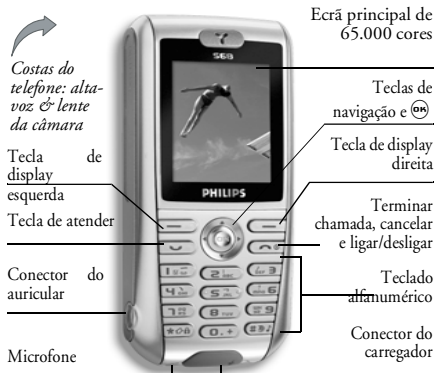 Costas do
telefone: alta-
voz & lente
da câmara
Tecla de
display
esquerda
Tecla de atender
Conector do
auricular
Microfone
568
PHILIPS
Ecrã principal de
65.000 cores
Teclas de
navegação e OK
Tecla de display
direita
Terminar
chamada, cancelar
e ligar/desligar
Teclado
alfanumérico
Conector do
carregador